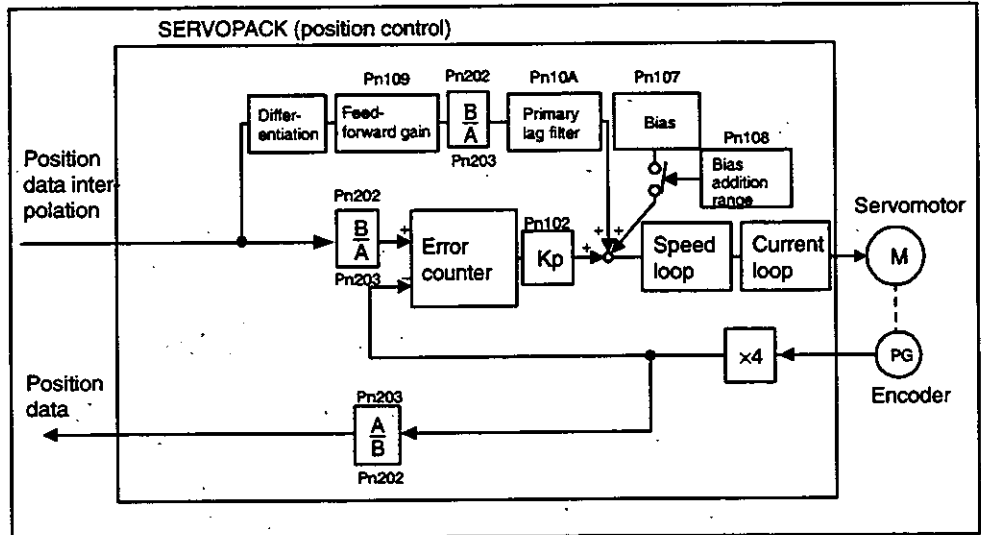 SERVOPACK (position control)
Pn109
Pn202
Pn10A
Pn107
Differ-
entiation
Feed-
forward gain
B
A
Primary
lag filter
Bias
Pn203
Pn108
Bias
addition
range
Position
data inter
polation
Pn202
B
A
Pn203
+
-
Error
counter
Pn102
Kp
+
+
+
Speed
loop
Current
loop
Servomotor
M
×4
PG
Encoder
Position
data
Pn203
A
B
Pn202